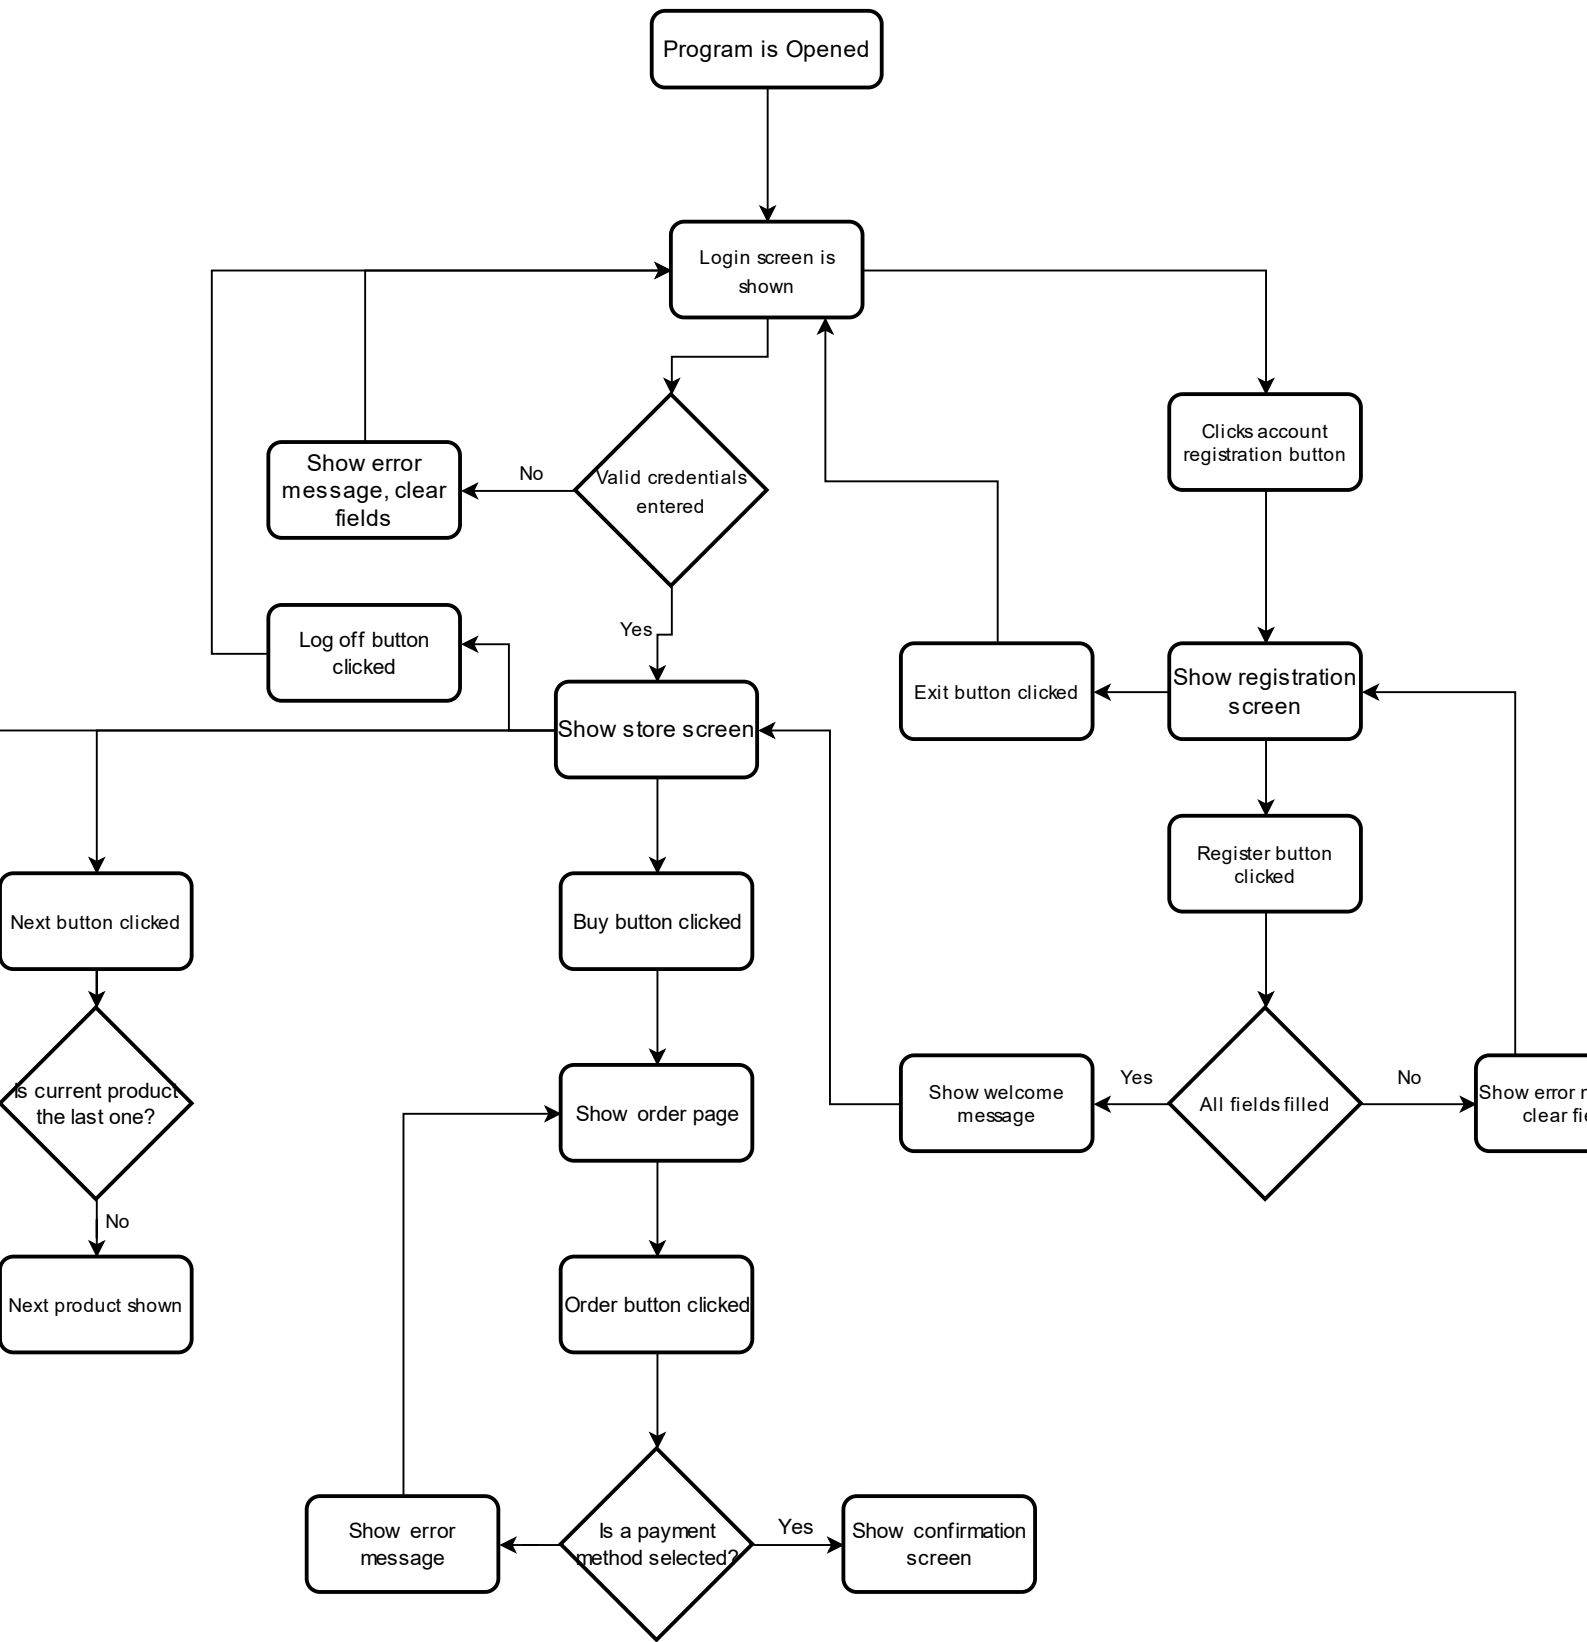 Program is Opened
Login screen is
shown
Clicks account
registration button
Show error
message, clear
fields
No
Valid credentials
entered
Yes
Log off button
clicked
Exit button clicked
Show registration
screen
Show store screen
Register button
clicked
Next button clicked
Buy button clicked
Is current product
the last one?
Show order page
Show welcome
message
Yes
All fields filled
No
Show error
clear
No
Next product shown
Order button clicked
Show error
message
Is a payment
method selected?
Yes
Show confirmation
screen